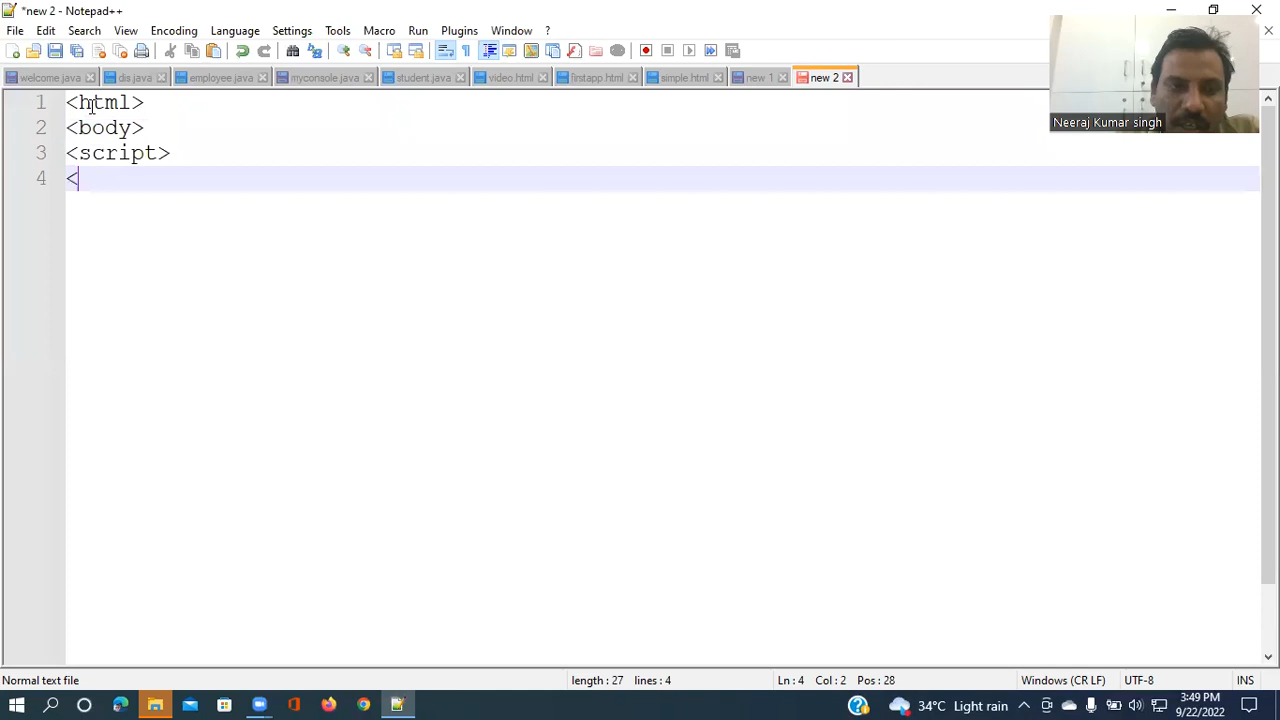 *new 2 - Notepad++
File Edit Search View Encoding Language Settings Tools Macro Run Plugins Window ?
welcome.java dis.java employee.java myconsole.java student.java video.html firstapp.html simple.html new 1 new 2
Neeraj Kumar singh
1 <html>
2 <body>
3 <script>
4 <
Normal text file length : 27 lines : 4 Ln : 4 Col : 2 Pos : 28 Windows (CR LF) UTF-8 INS
34°C Light rain 3:49 PM
9/22/2022